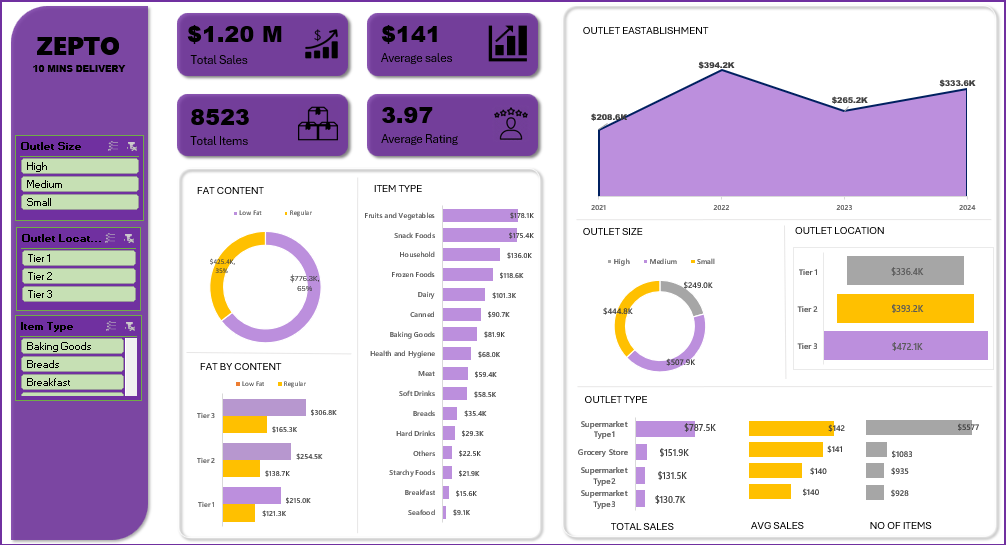 ZEPTO
10 MINS DELIVERY
Outlet Size
High
Medium
Small
Outlet Locat...
Tier 1
Tier 2
Tier 3
Item Type
Baking Goods
Breads
Breakfast
$1.20 M
Total Sales
$
$141
Average sales
8523
Total Items
3.97
Average Rating
FAT CONTENT
Low Fat
Regular
$425.4K,
35%
$776.3K,
65%
FAT BY CONTENT
Low Fat
Regular
Tier 3
$306.8K
$165.3K
Tier 2
$254.5K
$138.7K
Tier1
$215.0K
$121.3K
ITEM TYPE
Fruits and Vegetables $178.1K
Snack Foods $175.4K
Household $136.0K
Frozen Foods $118.6K
Dairy $101.3K
Canned $90.7K
Baking Goods $81.9K
Health and Hygiene $68.0K
Meat $59.4K
Soft Drinks $58.5K
Breads $35.4K
Hard Drinks $29.3K
Others $22.5K
Starchy Foods $21.9K
Breakfast $15.6K
Seafood $9.1K
OUTLET EASTABLISHMENT
$208.6K
$394.2K
$265.2K
$333.6K
2021 2022 2023 2024
OUTLET SIZE
High Medium Small
$249.0K
$444.8K
$507.9K
OUTLET LOCATION
Tier 1 $336.4K
Tier 2 $393.2K
Tier 3 $472.1K
OUTLET TYPE
Supermarket
Type1
$787.5K
$142
$5577
Grocery Store
$151.9K
$141
$1083
Supermarket
Type2
$131.5K
$140
$935
Supermarket
Type3
$130.7K
$140
$928
TOTAL SALES
AVG SALES
NO OF ITEMS